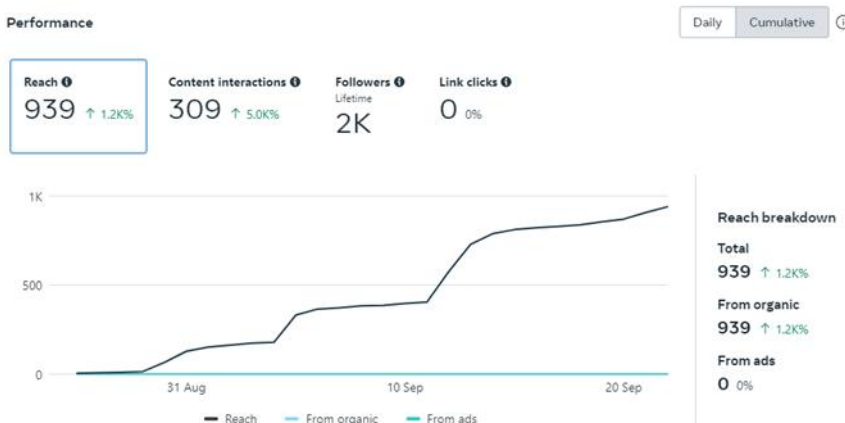 Performance
Daily Cumulative
Reach
939 ↑ 1.2K%
Content interactions
309 ↑ 5.0K%
Followers
Lifetime
2K
Link clicks
0 0%
1K
500
0
31 Aug 10 Sep 20 Sep
Reach From organic From ads
Reach breakdown
Total
939 ↑ 1.2K%
From organic
939 ↑ 1.2K%
From ads
0 0%